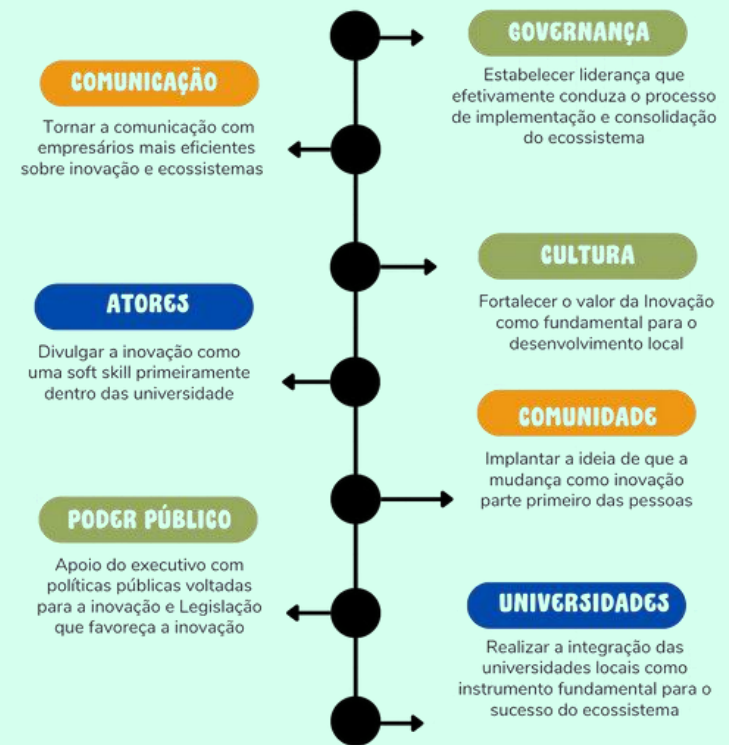 GOVERNANÇA
Estabelecer liderança que
efetivamente conduza o processo
de implementação e consolidação
do ecossistema
COMUNICAÇÃO
Tornar a comunicação com
empresários mais eficientes
sobre inovação e ecossistemas
CULTURA
Fortalecer o valor da Inovação
como fundamental para o
desenvolvimento local
ATORES
Divulgar a inovação como
uma soft skill primeiramente
dentro das universidade
COMUNIDADE
Implantar a ideia de que a
mudança como inovação
parte primeiro das pessoas
PODER PÚBLICO
Apoio do executivo com
políticas públicas voltadas
para a inovação e Legislação
que favoreça a inovação
UNIVERSIDADES
Realizar a integração das
universidades locais como
instrumento fundamental para o
sucesso do ecossistema